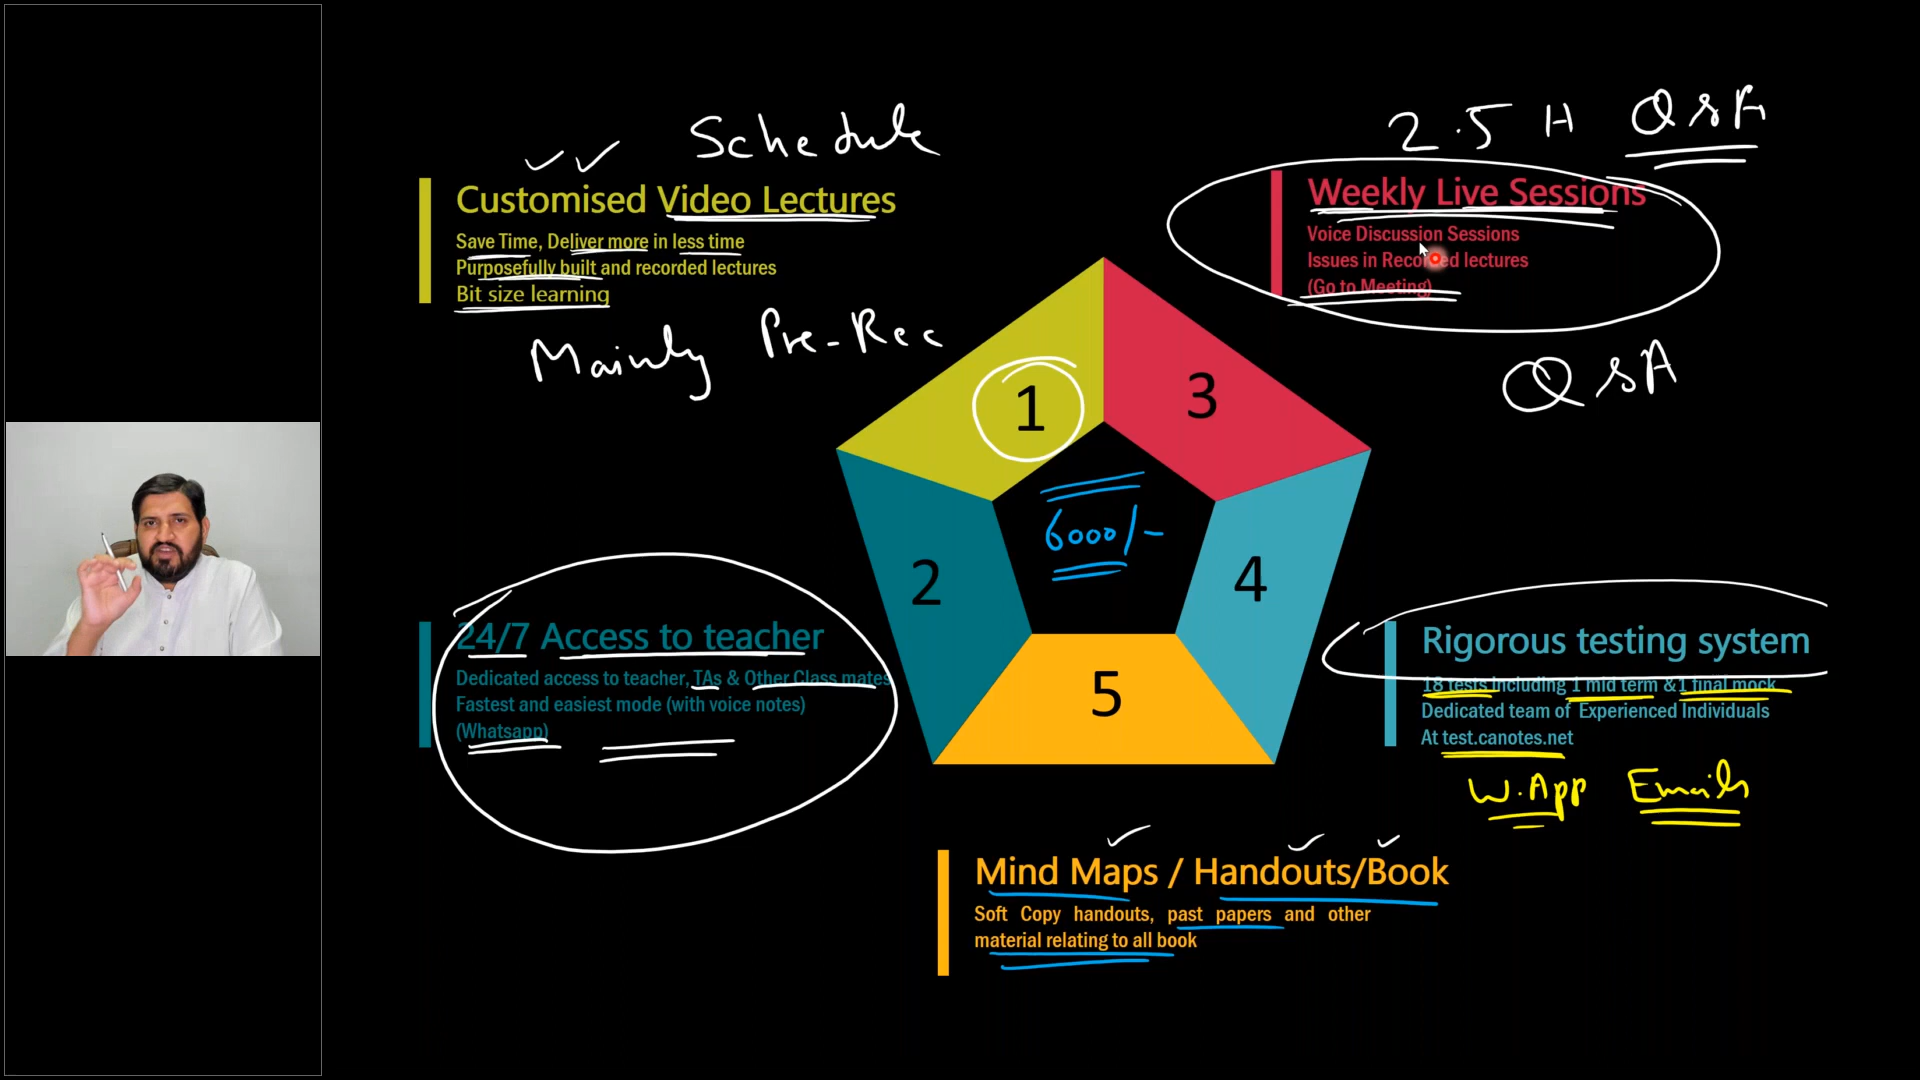 Schedule
Customised Video Lectures
Save Time, Deliver more in less time
Purposefully built and recorded lectures
Bit size learning
Mainly Pre-Rec
2.5 H Q&A
Weekly Live Sessions
Voice Discussion Sessions
Issues in Recorded lectures
(Go to Meeting)
Q&A
1
3
6000/-
2
4
5
24/7 Access to teacher
Dedicated access to teacher, TAs & Other Class mates
Fastest and easiest mode (with voice notes)
(Whatsapp)
Rigorous testing system
18 tests including 1 mid term & 1 final mock
Dedicated team of Experienced Individuals
At test.canotes.net
W.App Emails
Mind Maps / Handouts/Book
Soft Copy handouts, past papers and other
material relating to all book